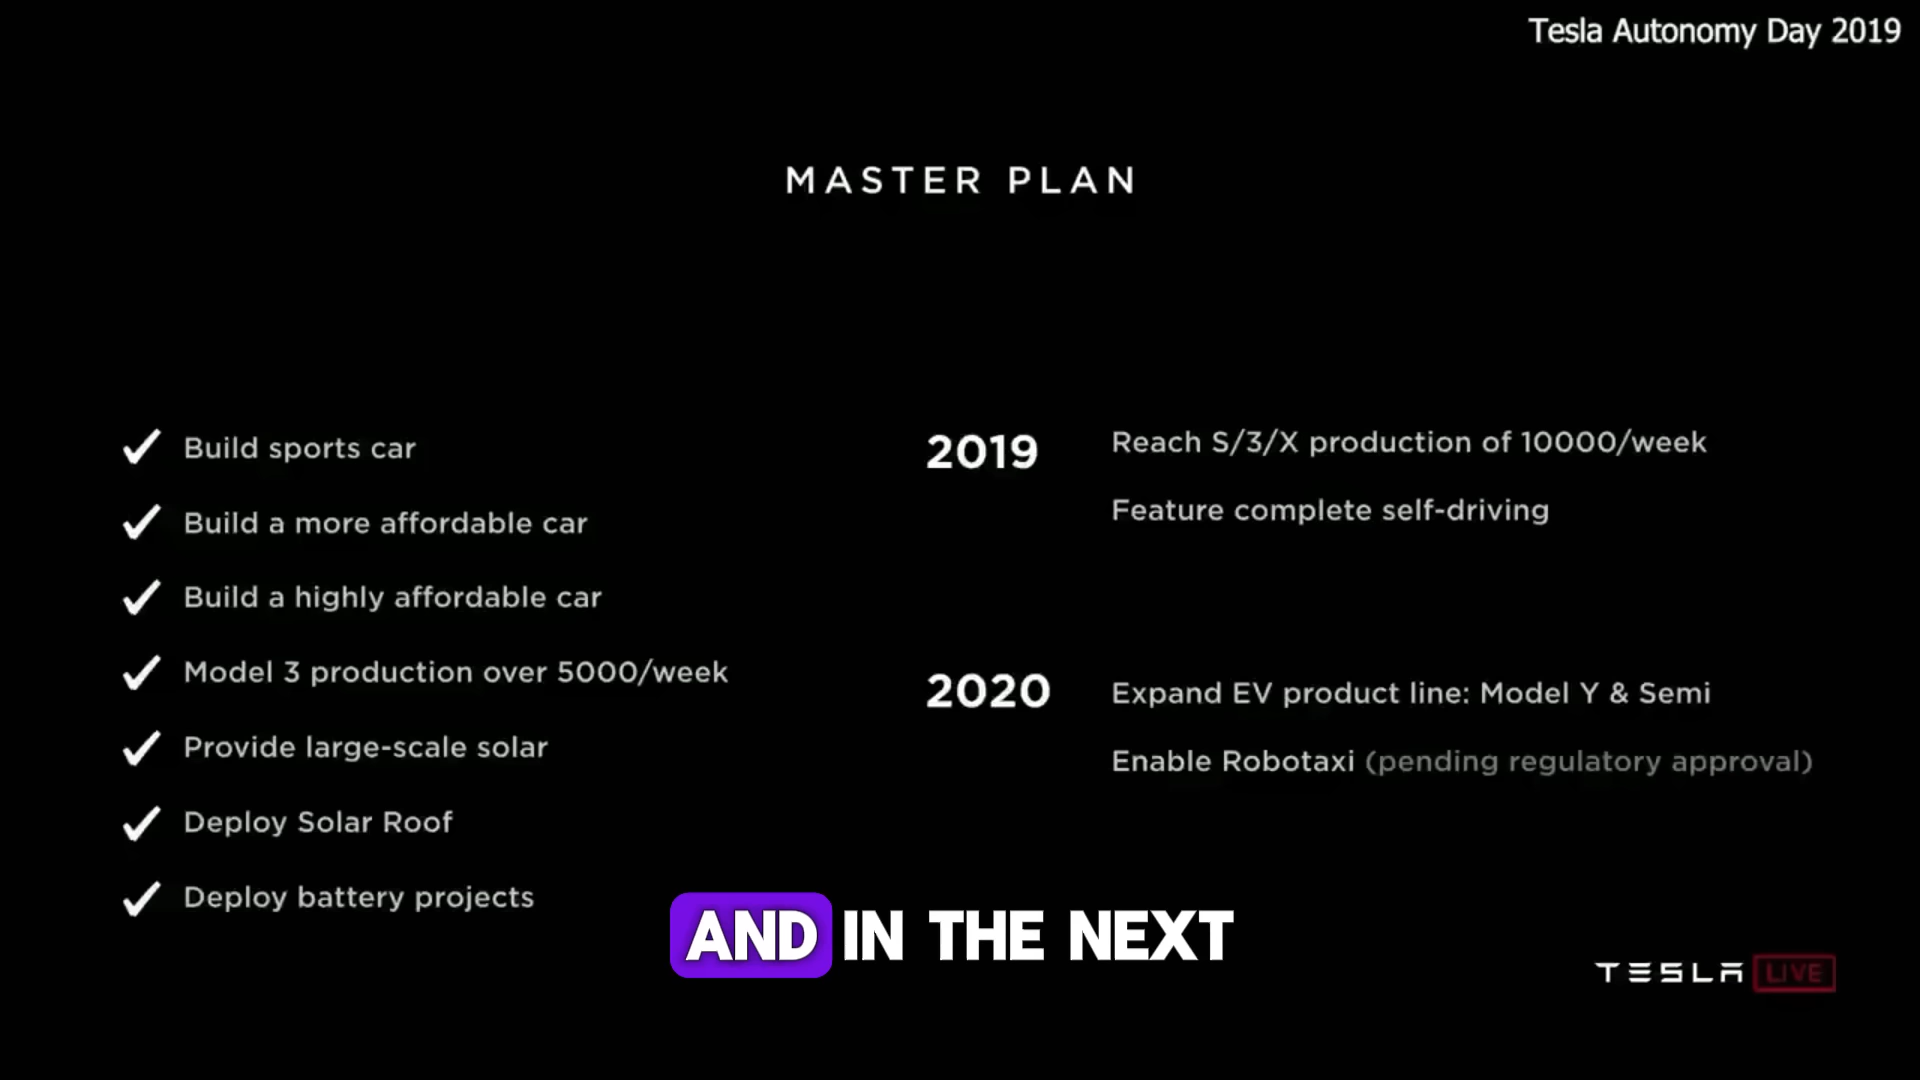 Tesla Autonomy Day 2019
MASTER PLAN
Build sports car
Build a more affordable car
Build a highly affordable car
Model 3 production over 5000/week
Provide large-scale solar
Deploy Solar Roof
Deploy battery projects
2019
Reach S/3/X production of 10000/week
Feature complete self-driving
2020
Expand EV product line: Model Y & Semi
Enable Robotaxi (pending regulatory approval)
AND IN THE NEXT
TESLA LIVE